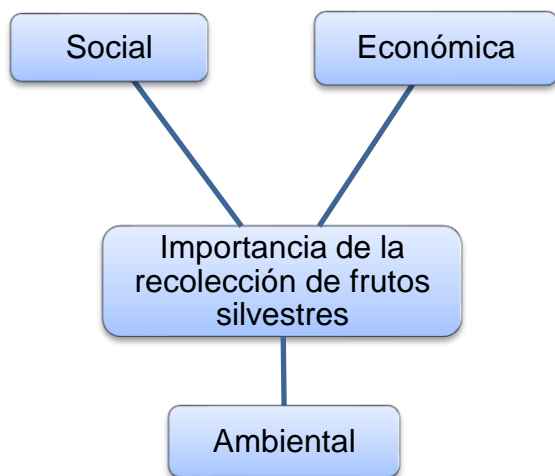 Social
Económica
Importancia de la
recolección de frutos
silvestres
Ambiental